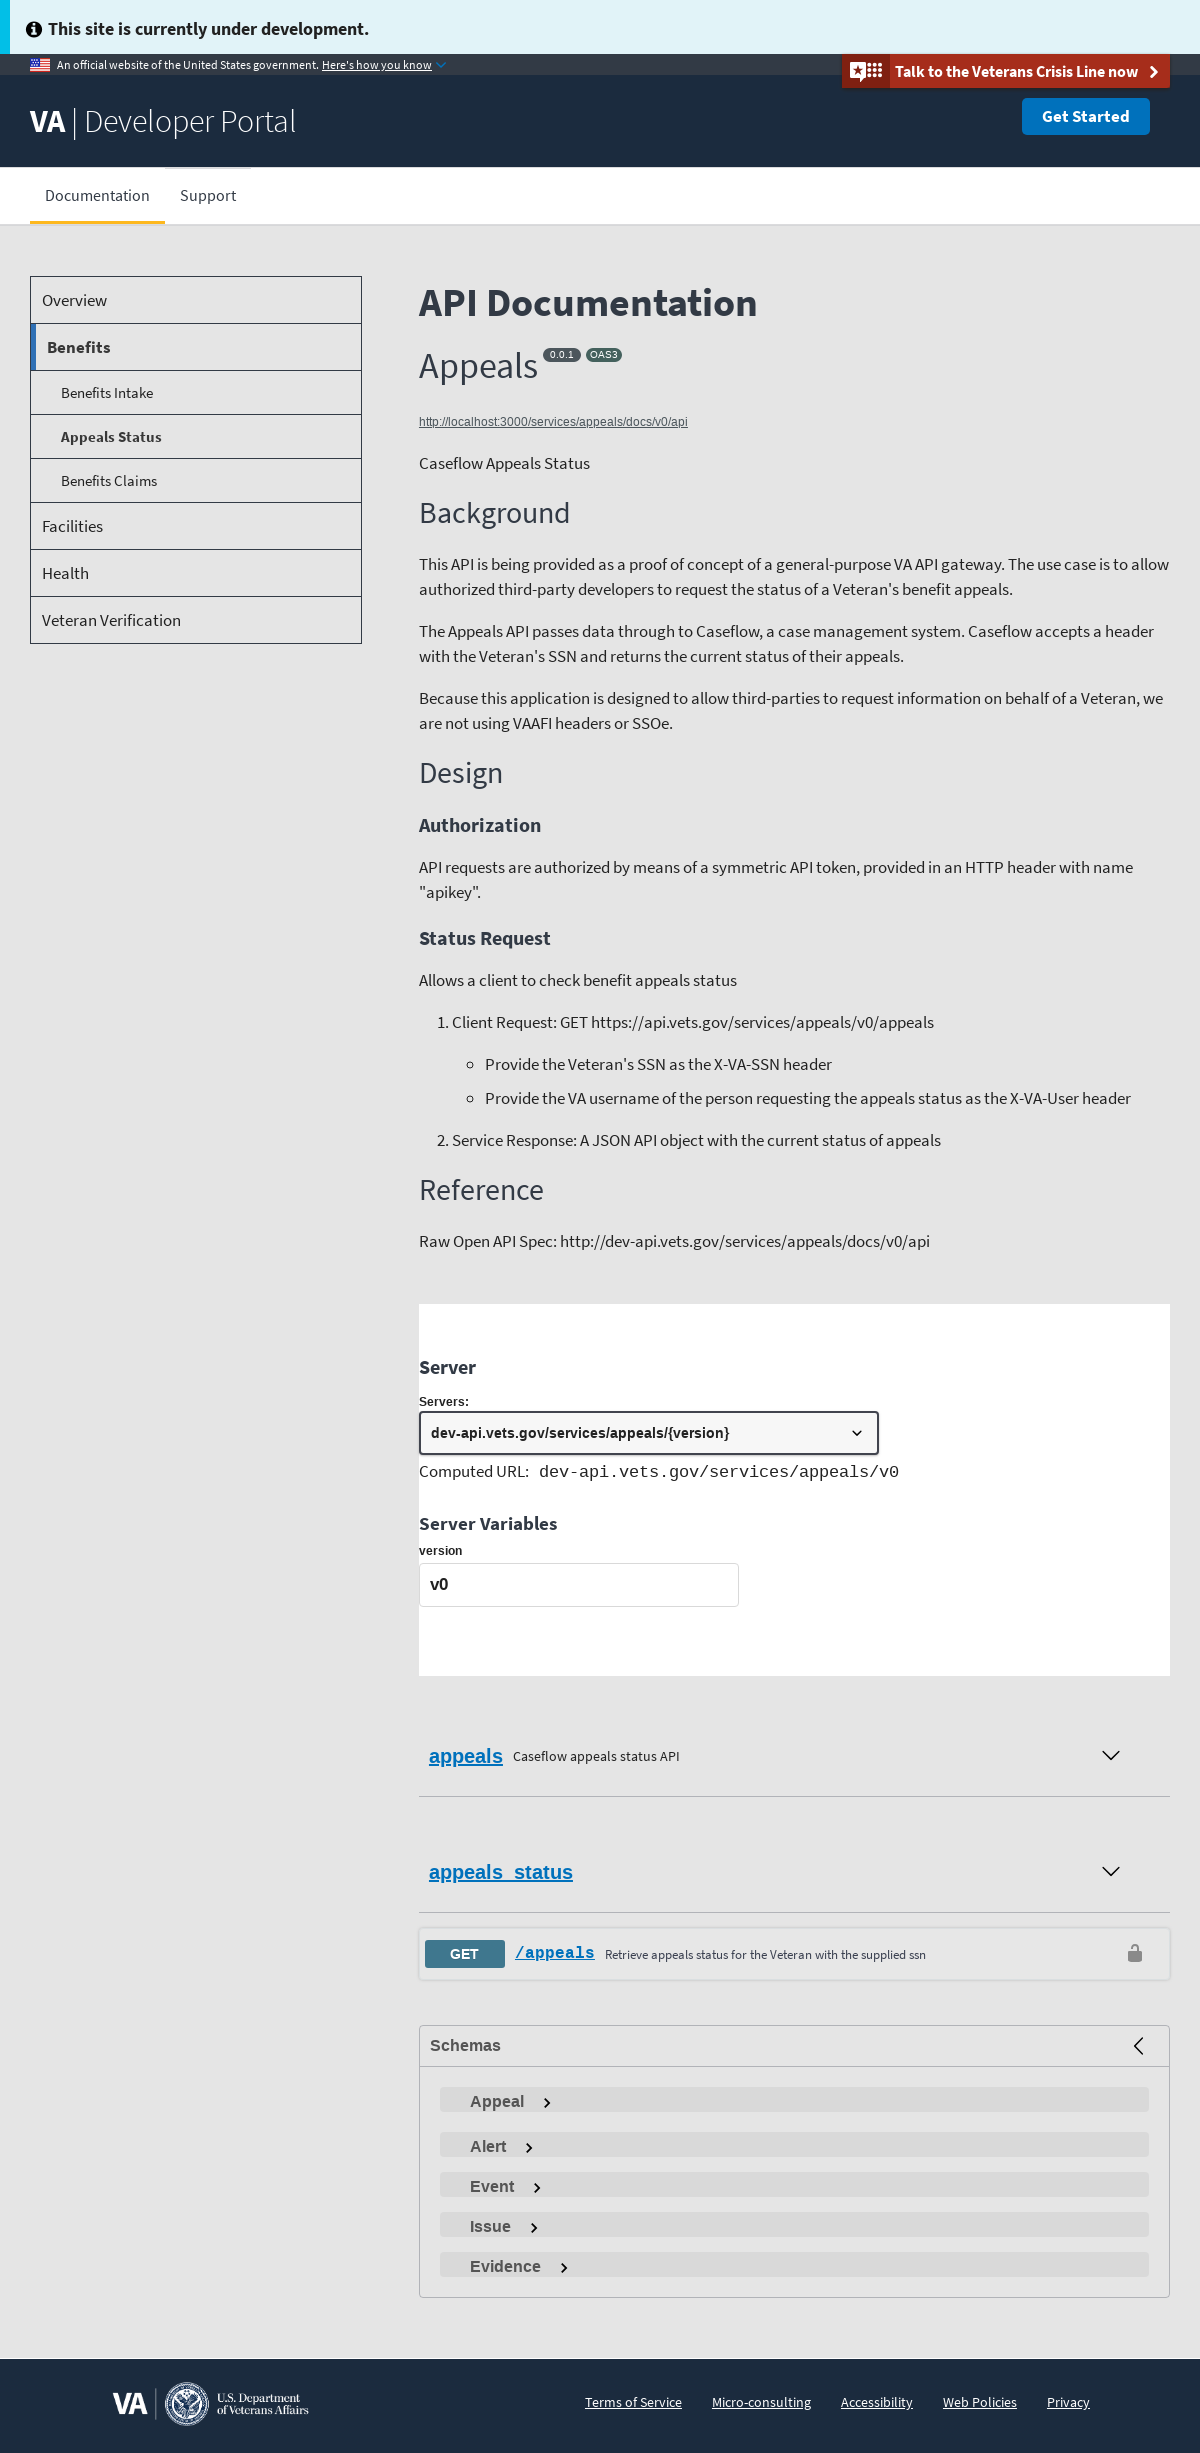 This site is currently under development.
An official website of the United States government. Here's how you know
Talk to the Veterans Crisis Line now
VA | Developer Portal
Get Started
Documentation
Support
Overview
Benefits
Benefits Intake
Appeals Status
Benefits Claims
Facilities
Health
Veteran Verification
API Documentation
Appeals 0.0.1 OAS3
http://localhost:3000/services/appeals/docs/v0/api
Caseflow Appeals Status
Background
This API is being provided as a proof of concept of a general-purpose VA API gateway. The use case is to allow
authorized third-party developers to request the status of a Veteran's benefit appeals.
The Appeals API passes data through to Caseflow, a case management system. Caseflow accepts a header
with the Veteran's SSN and returns the current status of their appeals.
Because this application is designed to allow third-parties to request information on behalf of a Veteran, we
are not using VAAFI headers or SSOe.
Design
Authorization
API requests are authorized by means of a symmetric API token, provided in an HTTP header with name
"apikey".
Status Request
Allows a client to check benefit appeals status
1. Client Request: GET https://api.vets.gov/services/appeals/v0/appeals
Provide the Veteran's SSN as the X-VA-SSN header
Provide the VA username of the person requesting the appeals status as the X-VA-User header
2. Service Response: A JSON API object with the current status of appeals
Reference
Raw Open API Spec: http://dev-api.vets.gov/services/appeals/docs/v0/api
Server
Servers:
dev-api.vets.gov/services/appeals/{version}
Computed URL: dev-api.vets.gov/services/appeals/v0
Server Variables
version
v0
appeals Caseflow appeals status API
appeals_status
GET /appeals Retrieve appeals status for the Veteran with the supplied ssn
Schemas
Appeal
Alert
Event
Issue
Evidence
VA
U.S. Department
of Veterans Affairs
Terms of Service
Micro-consulting
Accessibility
Web Policies
Privacy